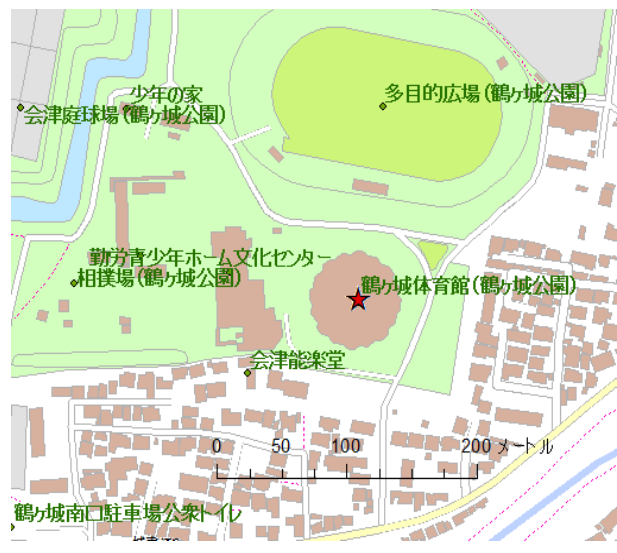 少年の家
会津庭球場(鶴ヶ城公園)
多目的広場(鶴ヶ城公園)
勤労青少年ホーム文化センター
相撲場(鶴ヶ城公園)
鶴ヶ城体育館(鶴ヶ城公園)
会津能楽堂
0 50 100 200 メートル
鶴ヶ城南口駐車場公衆トイレ